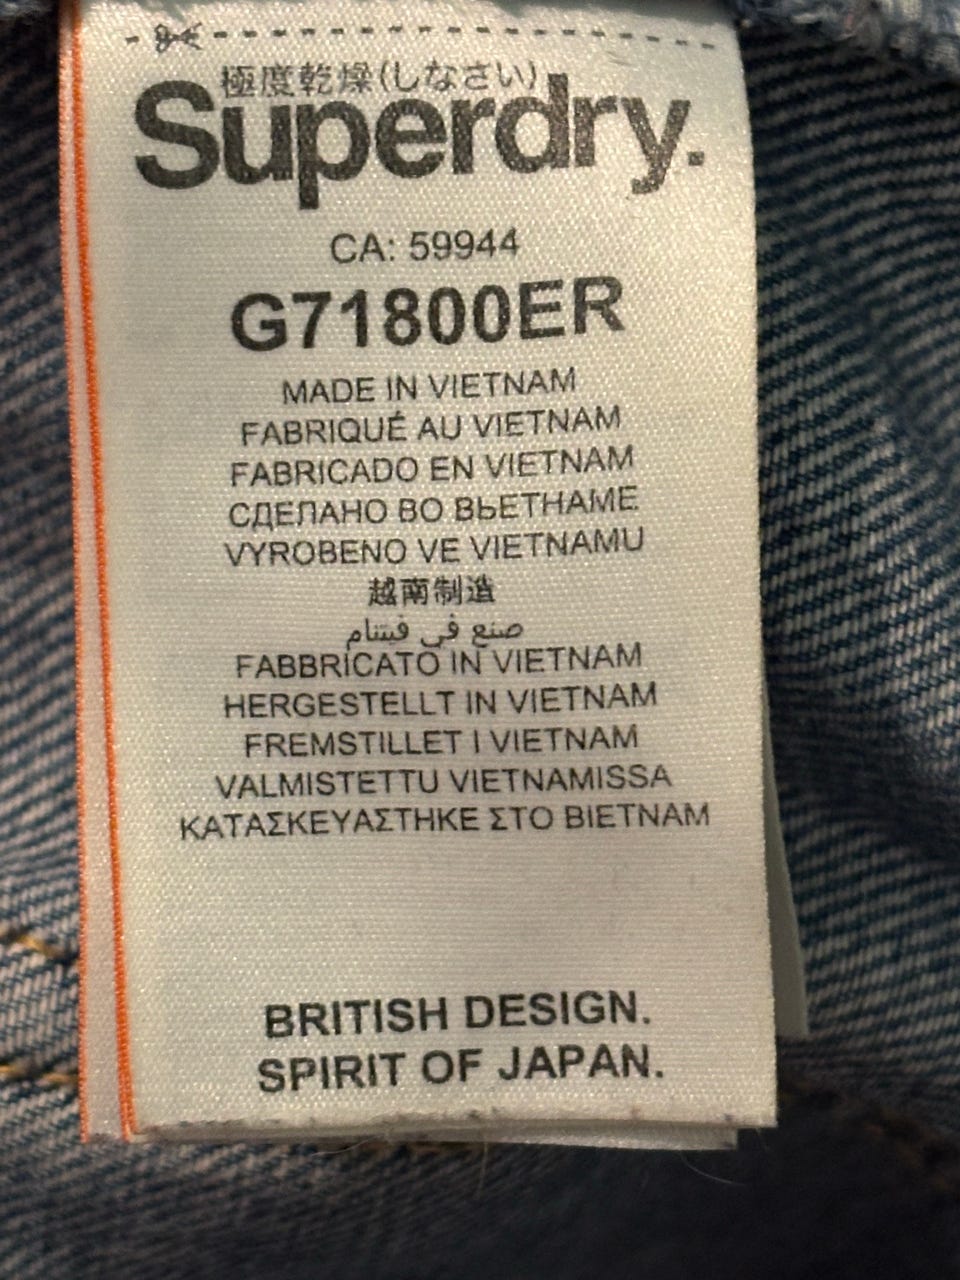 極度乾燥(しなさい)
Superdry.
CA: 59944
G71800ER
MADE IN VIETNAM
FABRIQUÉ AU VIETNAM
FABRICADO EN VIETNAM
СДЕЛАНО ВО ВЬЕТНАМЕ
VYROBENO VE VIETNAMU
越南制造
صنع في فيتنام
FABBRICATO IN VIETNAM
HERGESTELLT IN VIETNAM
FREMSTILLET I VIETNAM
VALMISTETTU VIETNAMISSA
ΚΑΤΑΣΚΕΥΑΣΤΗΚΕ ΣΤΟ ΒΙΕΤΝΑΜ
BRITISH DESIGN.
SPIRIT OF JAPAN.